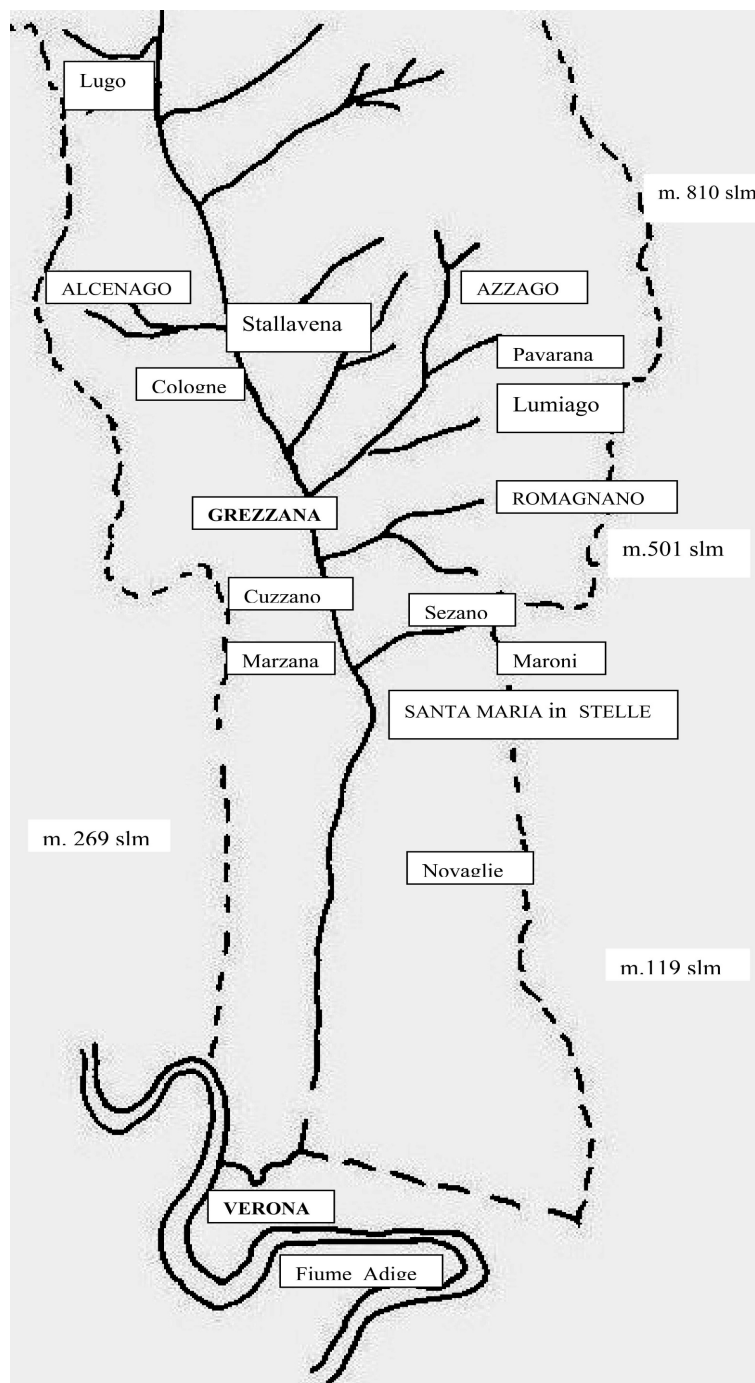 Lugo
m. 810 slm
ALCENAGO
AZZAGO
Stallavena
Pavarana
Cologne
Lumiago
GREZZANA
ROMAGNANO
m.501 slm
Cuzzano
Sezano
Marzana
Maroni
SANTA MARIA in STELLE
m. 269 slm
Novaglie
m.119 slm
VERONA
Fiume Adige